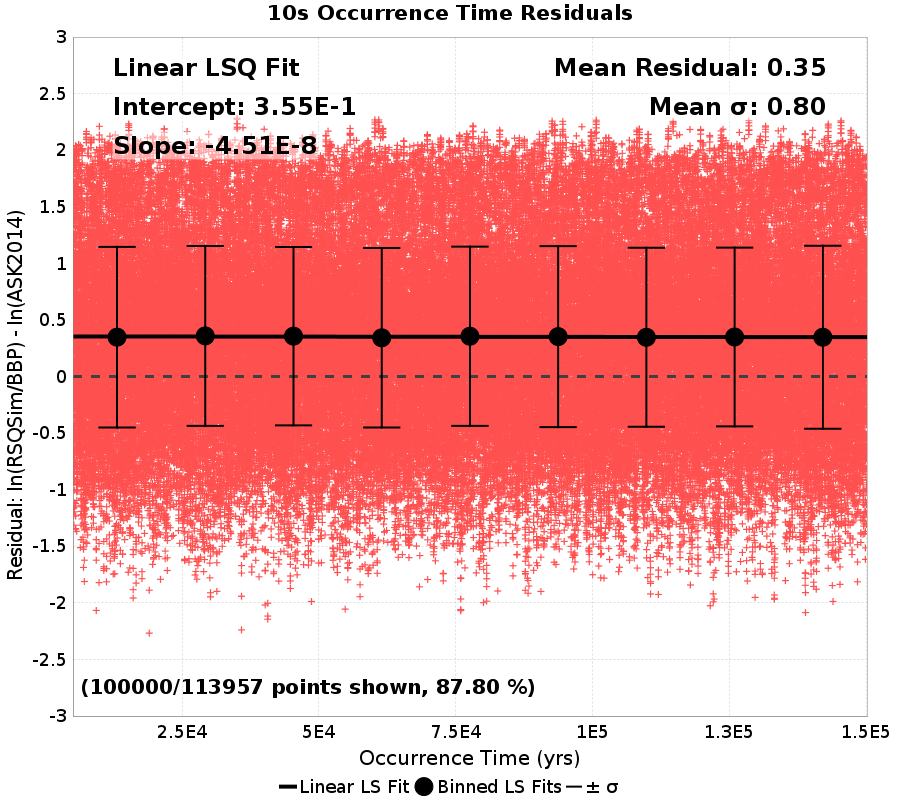 10s Occurrence Time Residuals
Linear LSQ Fit
Mean Residual: 0.35
Intercept: 3.55E-1
Mean σ: 0.80
Slope: -4.51E-8
3
2.5
2
1.5
1
0.5
0
-0.5
-1
-1.5
-2
-2.5
-3
Residual: ln(RSQSim/BBP) - ln(ASK2014)
(100000/113957 points shown, 87.80 %)
2.5E4
5E4
7.5E4
1E5
1.3E5
1.5E5
Occurrence Time (yrs)
Linear LS Fit
Binned LS Fits
± σ